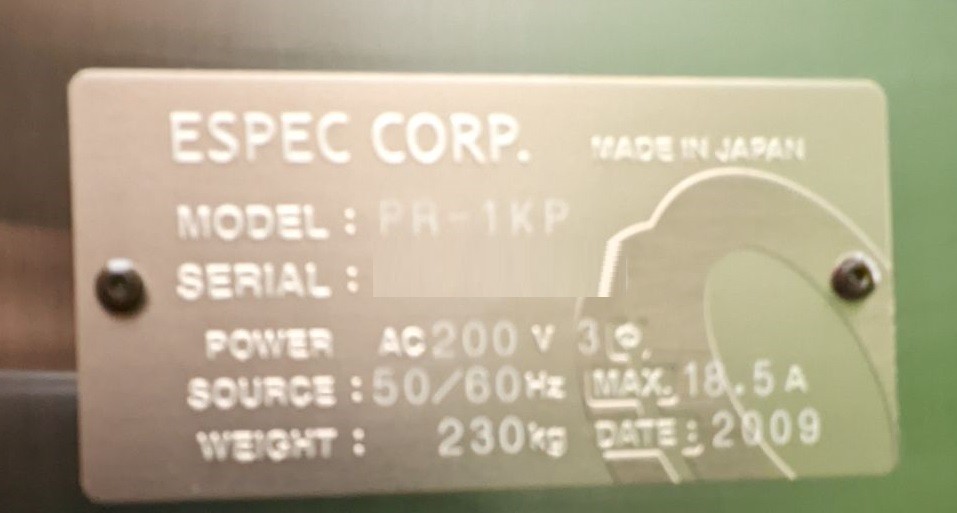 ESPEC CORP. MADE IN JAPAN
MODEL : PR-1KP
SERIAL :
POWER AC 200 V 3 φ,
SOURCE : 50/60 Hz MAX. 18.5 A
WEIGHT : 230 kg DATE : 2009